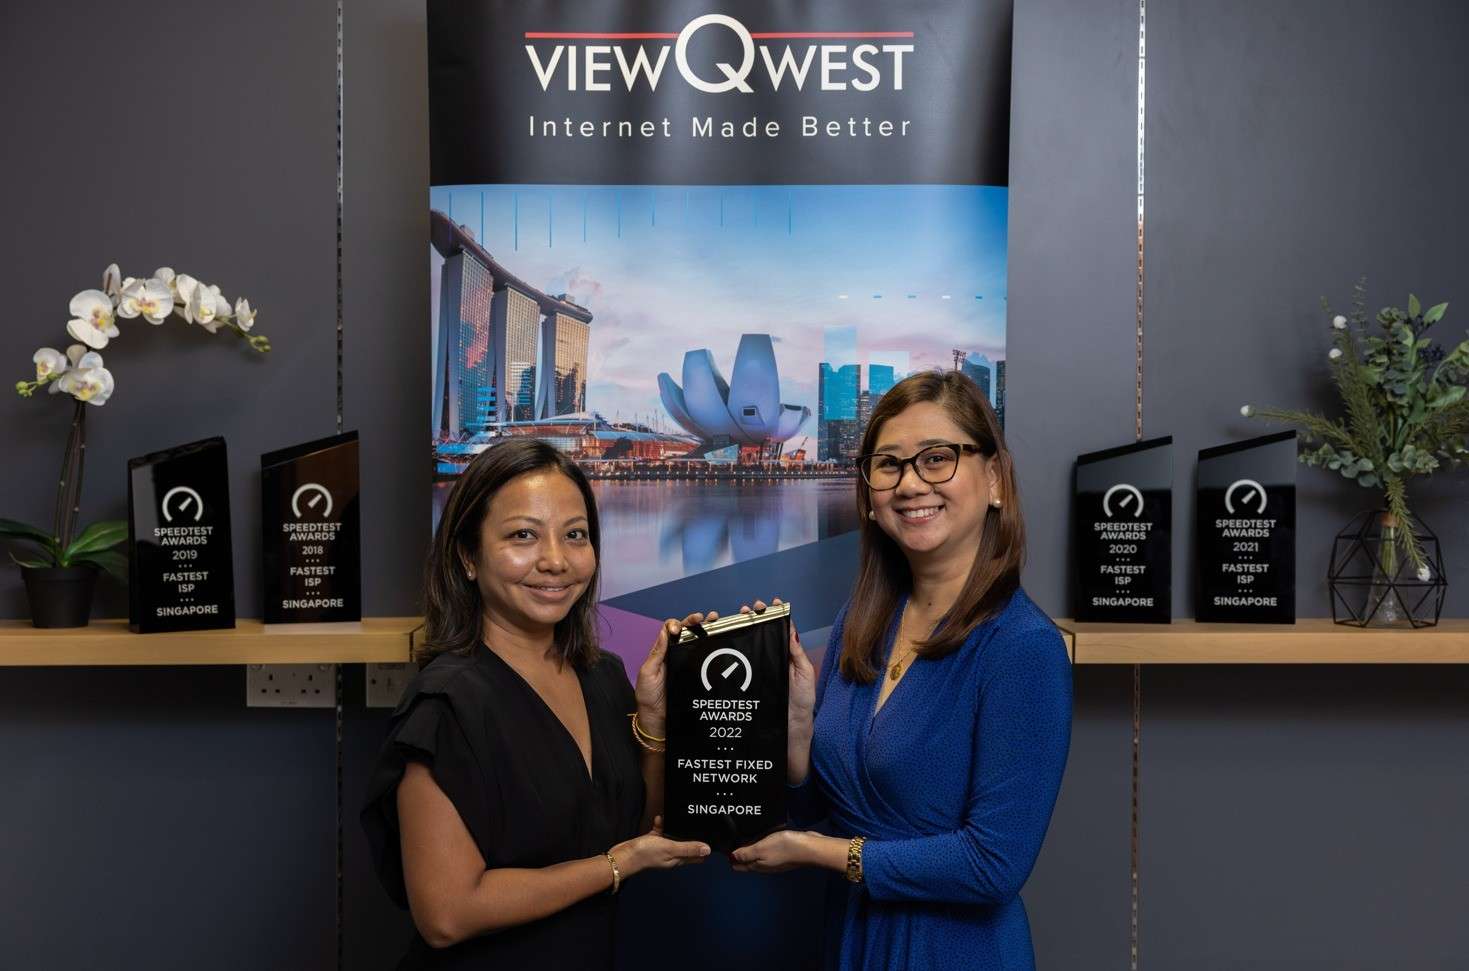 VIEWQWEST
Internet Made Better
SPEEDTEST
AWARDS
2019
FASTEST
ISP
SINGAPORE
SPEEDTEST
AWARDS
2018
FASTEST
ISP
SINGAPORE
SPEEDTEST
AWARDS
2022
FASTEST FIXED
NETWORK
SINGAPORE
SPEEDTEST
AWARDS
2020
FASTEST
ISP
SINGAPORE
SPEEDTEST
AWARDS
2021
FASTEST
ISP
SINGAPORE